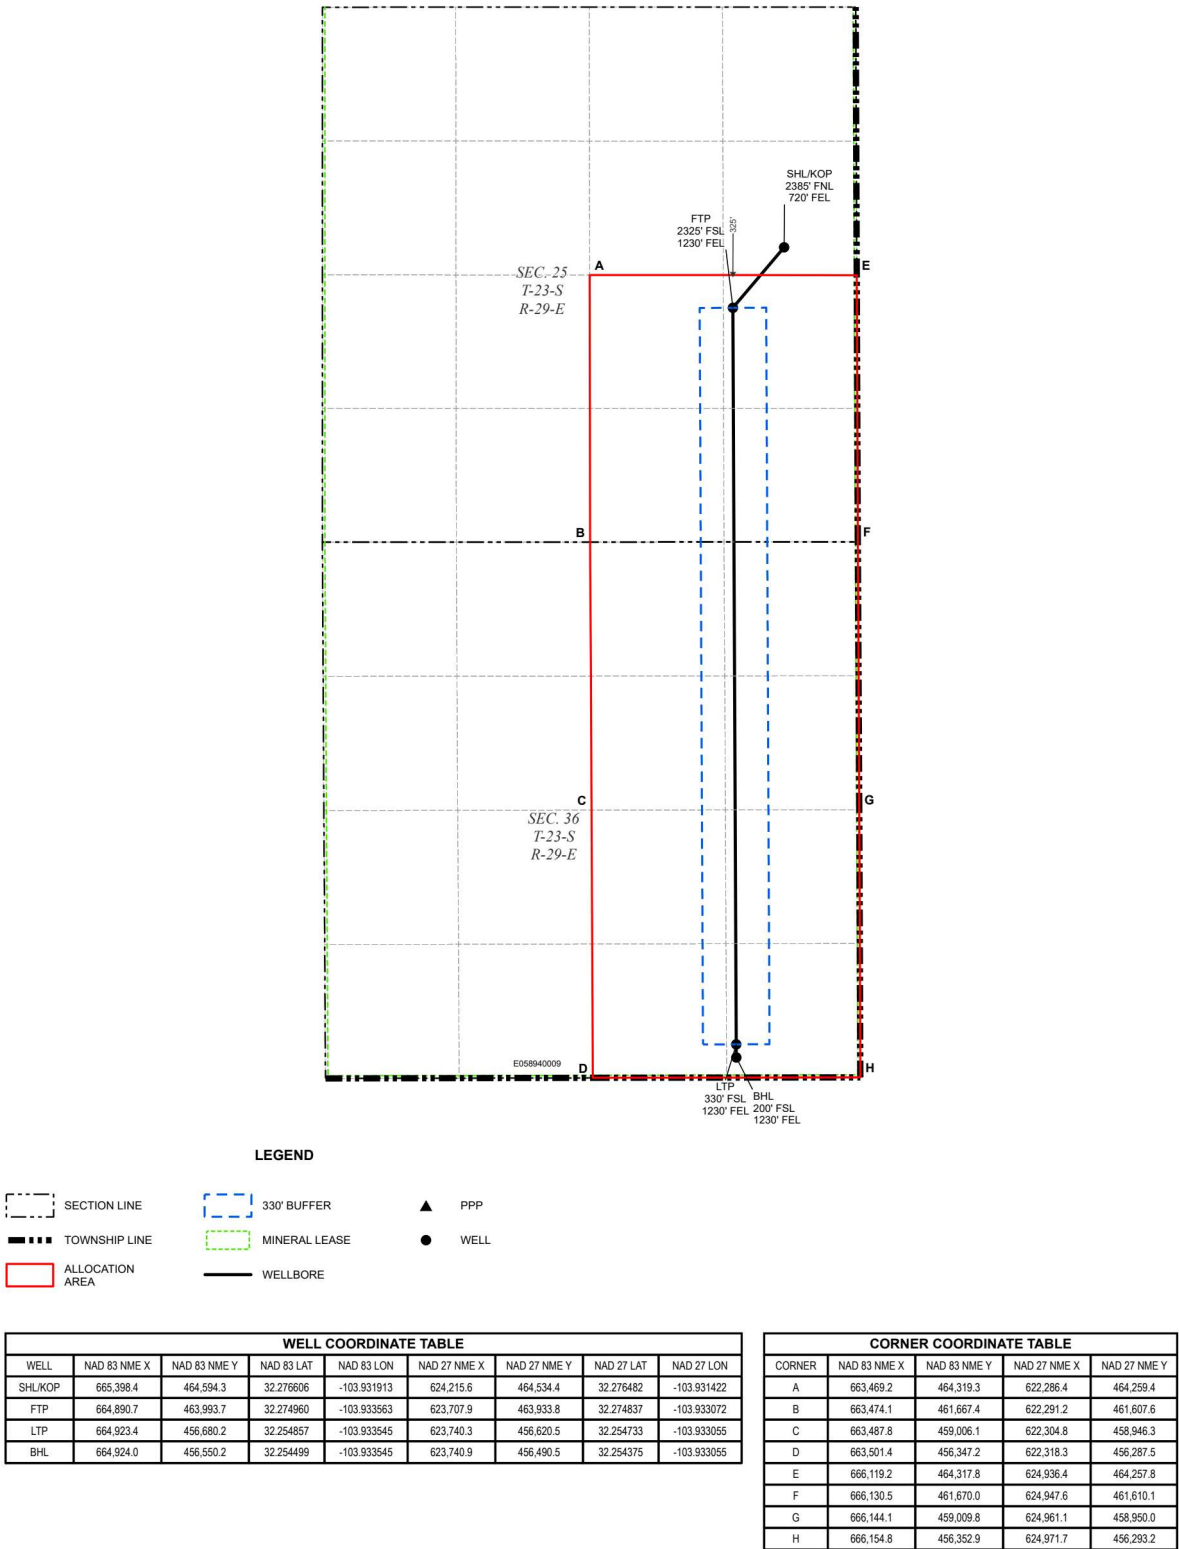 SHL/KOP
2385' FNL
720' FEL
FTP
2325' FSL
1230' FEL
325'
A
E
SEC. 25
T-23-S
R-29-E
B
F
C
G
SEC. 36
T-23-S
R-29-E
E058940009
D
H
LTP
330' FSL
1230' FEL
BHL
200' FSL
1230' FEL
LEGEND
SECTION LINE
330' BUFFER
PPP
TOWNSHIP LINE
MINERAL LEASE
WELL
ALLOCATION
AREA
WELLBORE
WELL COORDINATE TABLE
WELL NAD 83 NME X NAD 83 NME Y NAD 83 LAT NAD 83 LON NAD 27 NME X NAD 27 NME Y NAD 27 LAT NAD 27 LON
SHL/KOP 665,398.4 464,594.3 32.276606 -103.931913 624,215.6 464,534.4 32.276482 -103.931422
FTP 664,890.7 463,993.7 32.274960 -103.933563 623,707.9 463,933.8 32.274837 -103.933072
LTP 664,923.4 456,680.2 32.254857 -103.933545 623,740.3 456,620.5 32.254733 -103.933055
BHL 664,924.0 456,550.2 32.254499 -103.933545 623,740.9 456,490.5 32.254375 -103.933055
CORNER COORDINATE TABLE
CORNER NAD 83 NME X NAD 83 NME Y NAD 27 NME X NAD 27 NME Y
A 663,469.2 464,319.3 622,286.4 464,259.4
B 663,474.1 461,667.4 622,291.2 461,607.6
C 663,487.8 459,006.1 622,304.8 458,946.3
D 663,501.4 456,347.2 622,318.3 456,287.5
E 666,119.2 464,317.8 624,936.4 464,257.8
F 666,130.5 461,670.0 624,947.6 461,610.1
G 666,144.1 459,009.8 624,961.1 458,950.0
H 666,154.8 456,352.9 624,971.7 456,293.2